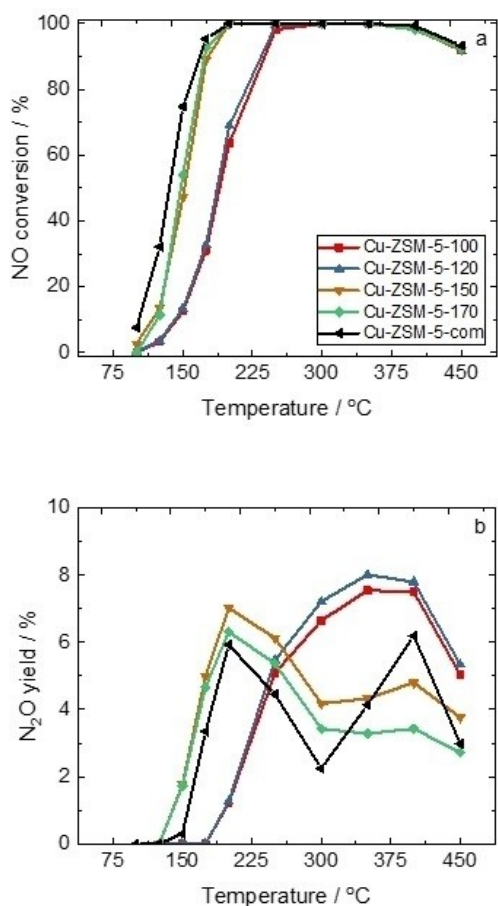 100
80
60
40
20
0
NO conversion / %
a
Cu-ZSM-5-100
Cu-ZSM-5-120
Cu-ZSM-5-150
Cu-ZSM-5-170
Cu-ZSM-5-com
75 150 225 300 375 450
Temperature / ºC
10
8
6
4
2
0
N₂O yield / %
b
75 150 225 300 375 450
Temperature / ºC